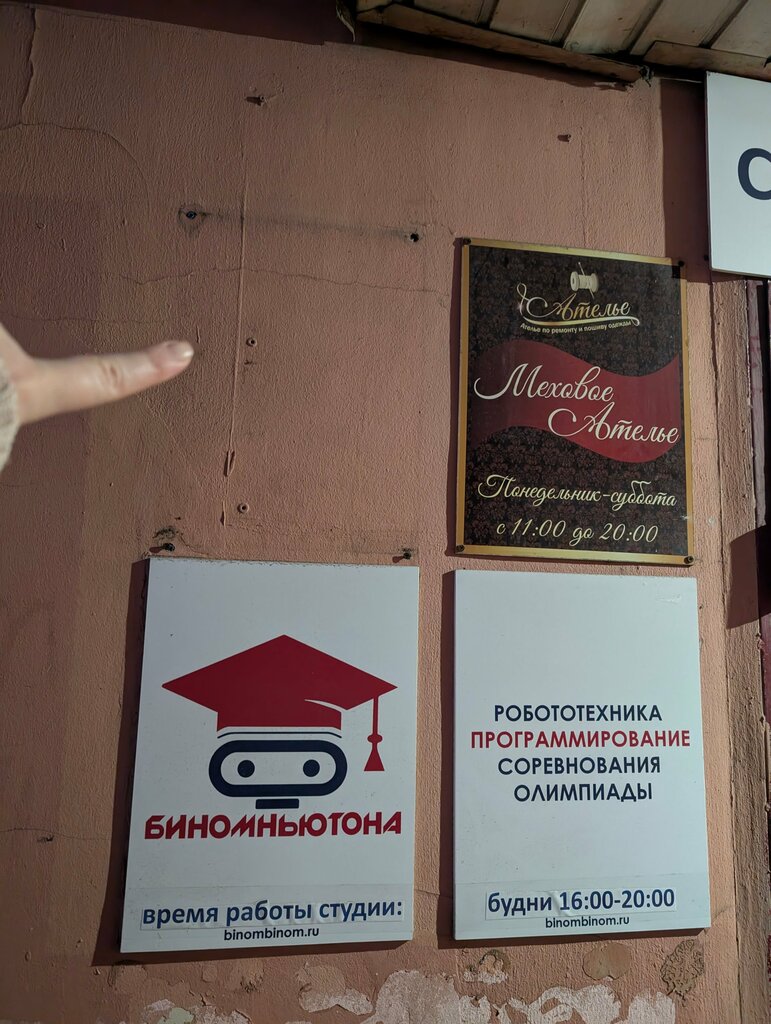 С
Ателье
Ателье по ремонту и пошиву одежды
Меховое
Ателье
Понедельник-суббота
с 11:00 до 20:00
БИНОМНЬЮТОНА
время работы студии:
binombinom.ru
РОБОТОТЕХНИКА
ПРОГРАММИРОВАНИЕ
СОРЕВНОВАНИЯ
ОЛИМПИАДЫ
будни 16:00-20:00
binombinom.ru